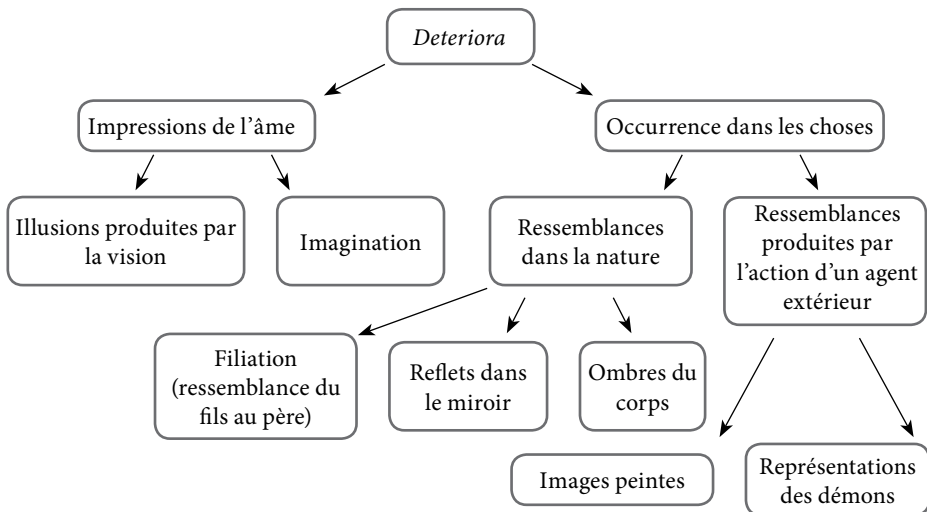 Deteriora
Impressions de l’âme
Occurrence dans les choses
Illusions produites par
la vision
Imagination
Ressemblances
dans la nature
Ressemblances
produites par
l’action d’un agent
extérieur
Filiation
(ressemblance du
fils au père)
Reflets dans
le miroir
Ombres du
corps
Images peintes
Représentations
des démons